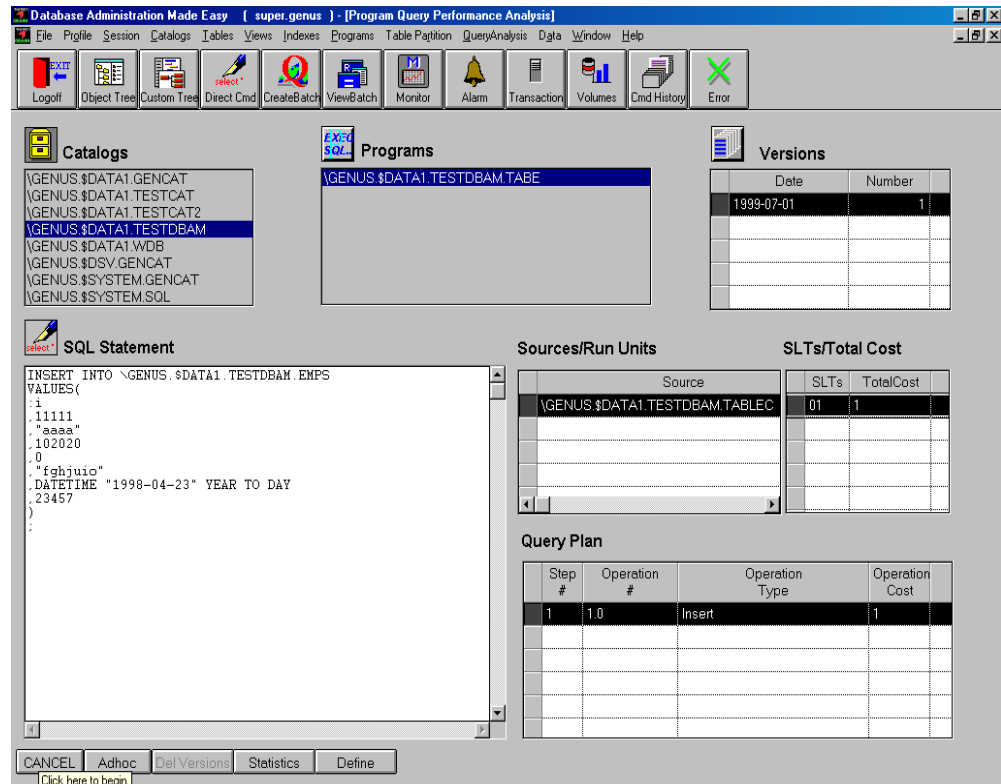 Database Administration Made Easy ( super.genus ) - [Program Query Performance Analysis]
File Profile Session Catalogs Tables Views Indexes Programs Table Partition QueryAnalysis Data Window Help
EXIT
select *
Logoff Object Tree Custom Tree Direct Cmd CreateBatch ViewBatch Monitor Alarm Transaction Volumes Cmd History Error
Catalogs
\GENUS.$DATA1.GENCAT
\GENUS.$DATA1.TESTCAT
\GENUS.$DATA1.TESTCAT2
\GENUS.$DATA1.TESTDBAM
\GENUS.$DATA1.WDB
\GENUS.$DSV.GENCAT
\GENUS.$SYSTEM.GENCAT
\GENUS.$SYSTEM.SQL
EXEC
SQL..
Programs
\GENUS.$DATA1.TESTDBAM.TABE
Versions
Date Number
1999-07-01 1
select *
SQL Statement
INSERT INTO \GENUS.$DATA1.TESTDBAM.EMPS
VALUES(
:i
,11111
,"aaaa"
,102020
,0
,"fghjuio"
,DATETIME "1998-04-23" YEAR TO DAY
,23457
)
;
Sources/Run Units
Source
\GENUS.$DATA1.TESTDBAM.TABLEC
SLTs/Total Cost
SLTs TotalCost
01 1
Query Plan
Step # Operation # Operation Type Operation Cost
1 1.0 Insert 1
CANCEL Adhoc Del Versions Statistics Define
Click here to begin